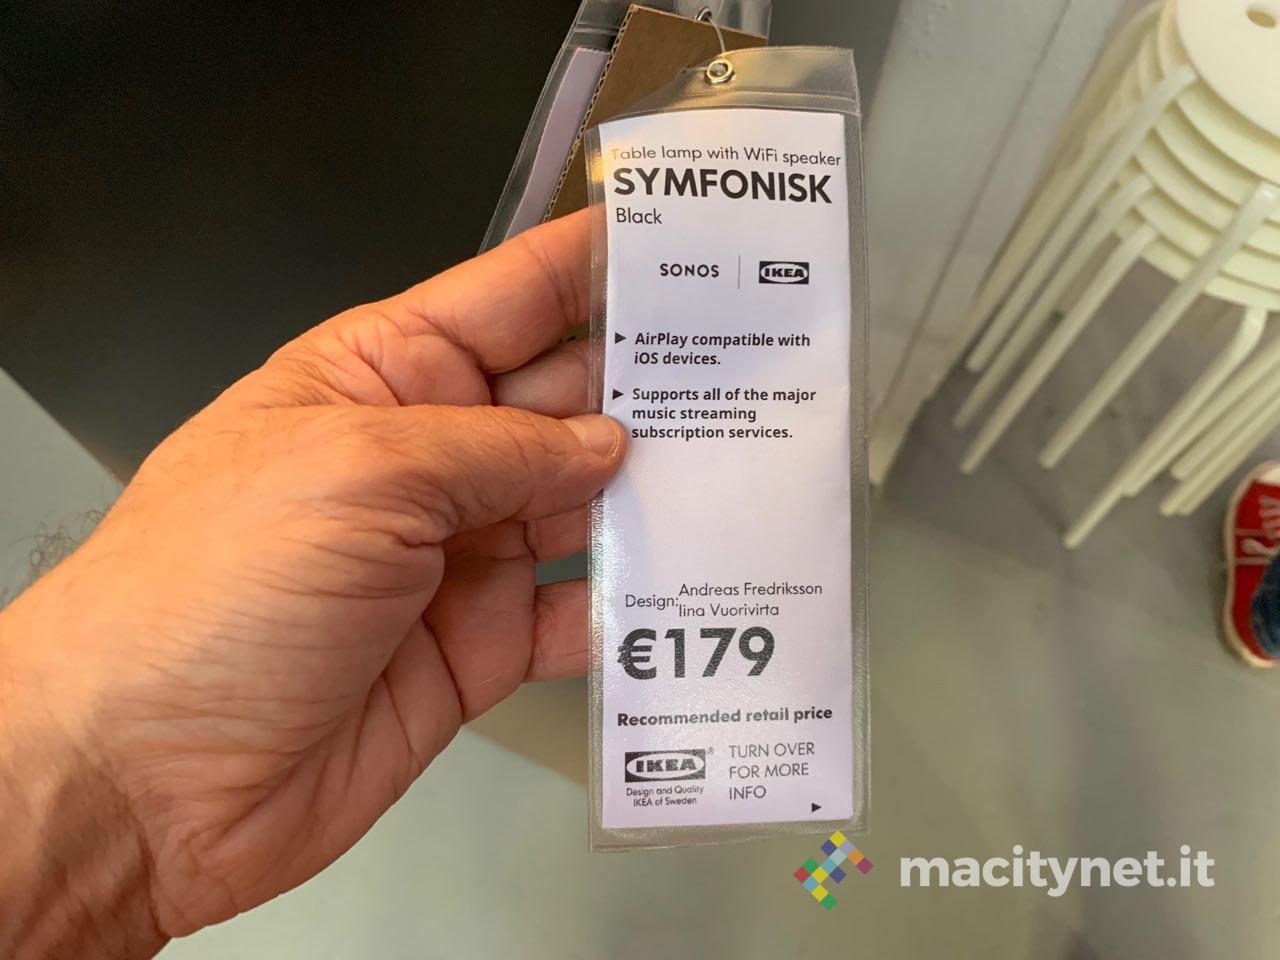 Table lamp with WiFi speaker
SYMFONISK
Black
SONOS | IKEA
▶ AirPlay compatible with
iOS devices.
▶ Supports all of the major
music streaming
subscription services.
Design: Andreas Fredriksson
Iina Vuorivirta
€179
Recommended retail price
IKEA®
Design and Quality
IKEA of Sweden
TURN OVER
FOR MORE
INFO
▶
macitynet.it